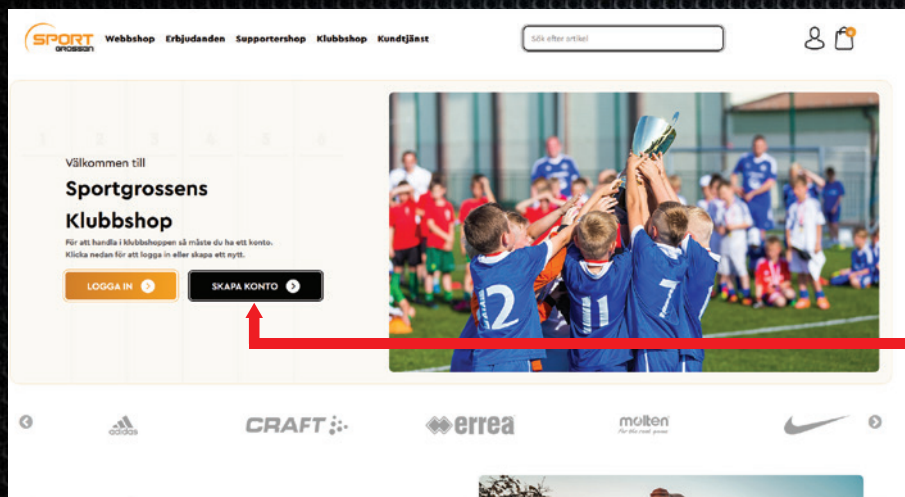 SPORT
GROSSEN
Webbshop Erbjudanden Supportershop Klubbshop Kundtjänst
Sök efter artikel
1 2 3 4 5 6
Välkommen till
Sportgrossens
Klubbshop
För att handla i klubbshoppen så måste du ha ett konto.
Klicka nedan för att logga in eller skapa ett nytt.
LOGGA IN
SKAPA KONTO
2 11 7
adidas
CRAFT
errea
molten
For the real game